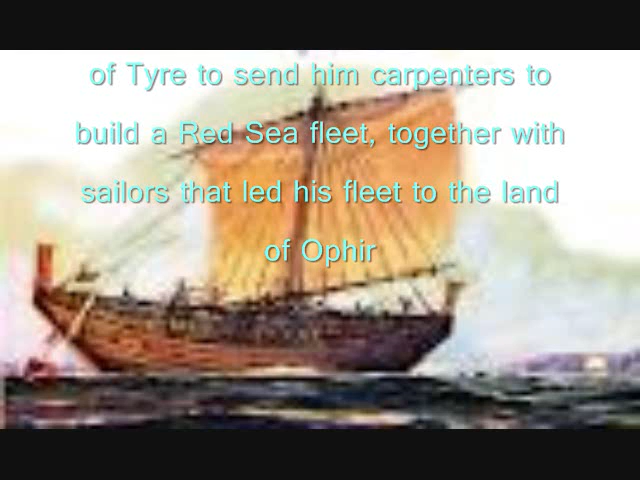 of Tyre to send him carpenters to
build a Red Sea fleet, together with
sailors that led his fleet to the land
of Ophir